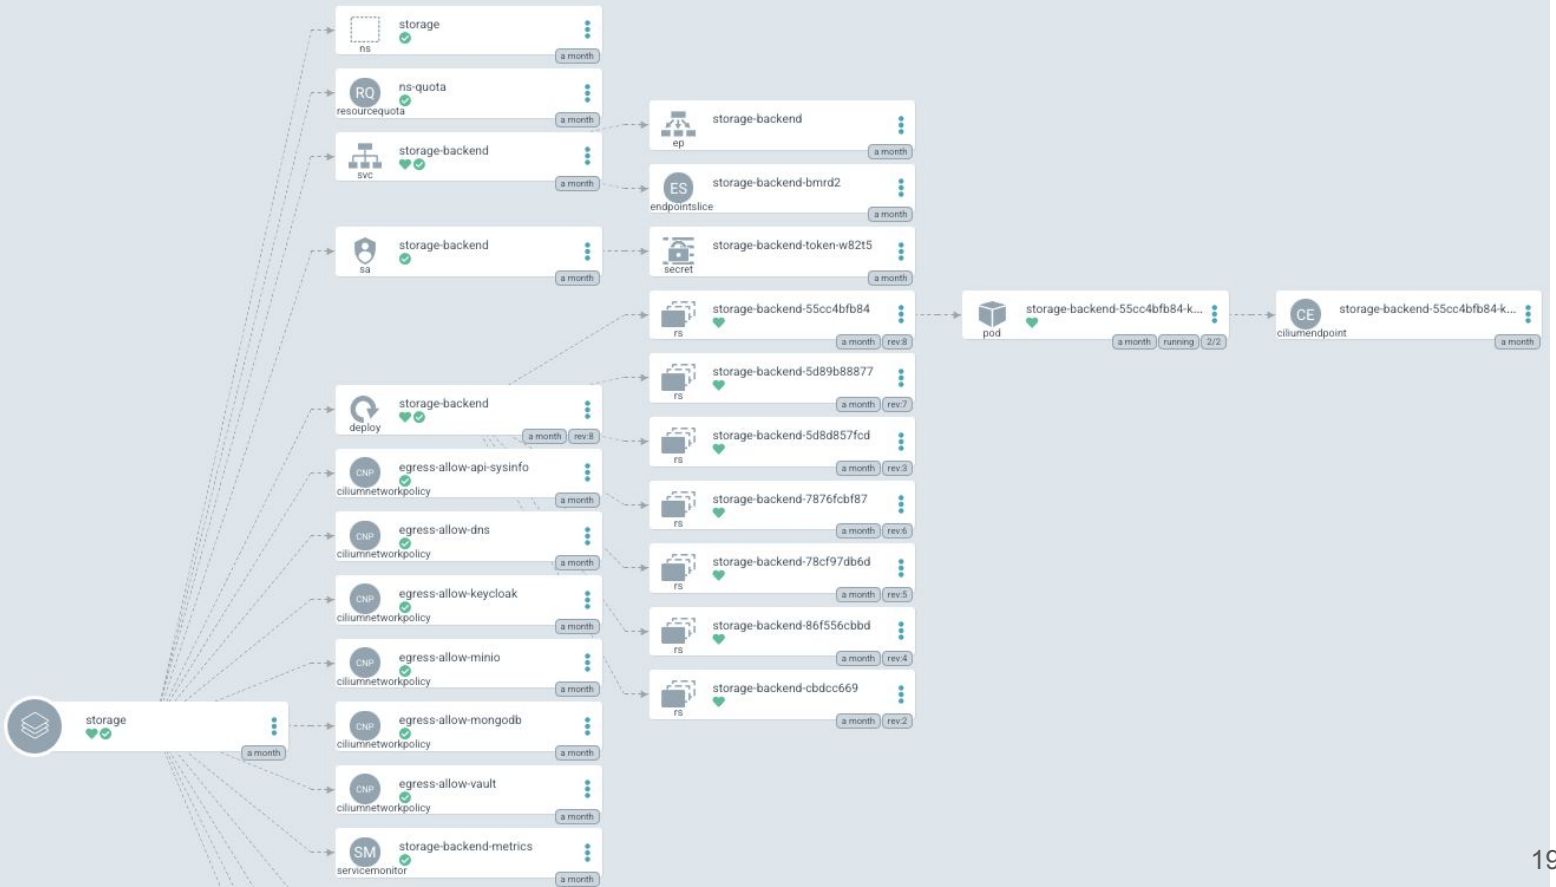 storage
ns
a month
RQ
ns-quota
resourcequota
a month
storage-backend
svc
a month
storage-backend
ep
a month
ES
storage-backend-bmrd2
endpointslice
a month
storage-backend
sa
a month
storage-backend-token-w82t5
secret
a month
storage-backend-55cc4bfb84
rs
a month rev:8
storage-backend-55cc4bfb84-k...
pod
a month running 2/2
CE
storage-backend-55cc4bfb84-k...
ciliumendpoint
a month
storage-backend-5d89b88877
rs
a month rev:7
storage-backend
deploy
a month rev:8
storage-backend-5d8d857fcd
rs
a month rev:3
CNP
egress-allow-api-sysinfo
ciliumnetworkpolicy
a month
storage-backend-7876fcbf87
rs
a month rev:6
CNP
egress-allow-dns
ciliumnetworkpolicy
a month
storage-backend-78cf97db6d
rs
a month rev:5
CNP
egress-allow-keycloak
ciliumnetworkpolicy
a month
storage-backend-86f556cbbd
rs
a month rev:4
CNP
egress-allow-minio
ciliumnetworkpolicy
a month
storage-backend-cbdcc669
rs
a month rev:2
storage
a month
CNP
egress-allow-mongodb
ciliumnetworkpolicy
a month
CNP
egress-allow-vault
ciliumnetworkpolicy
a month
SM
storage-backend-metrics
servicemonitor
a month
19